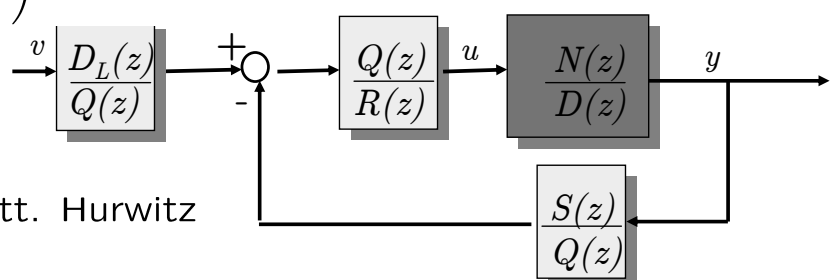 )
v D_L(z) / Q(z) + - Q(z) / R(z) u N(z) / D(z) y
tt. Hurwitz
S(z) / Q(z)